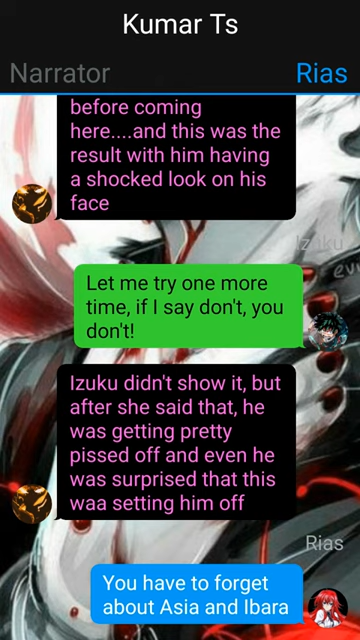 Kumar Ts
Narrator
Rias
before coming
here....and this was the
result with him having
a shocked look on his
face
Izuku
Let me try one more
time, if I say don't, you
don't!
Izuku didn't show it, but
after she said that, he
was getting pretty
pissed off and even he
was surprised that this
waa setting him off
Rias
You have to forget
about Asia and Ibara